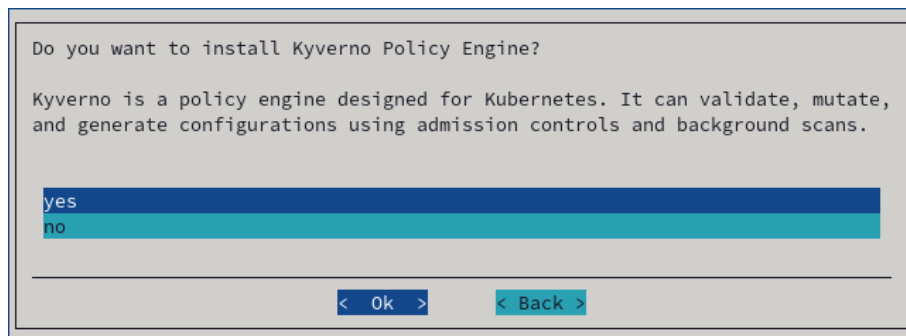 Do you want to install Kyverno Policy Engine?
Kyverno is a policy engine designed for Kubernetes. It can validate, mutate,
and generate configurations using admission controls and background scans.
yes
no
< Ok > < Back >